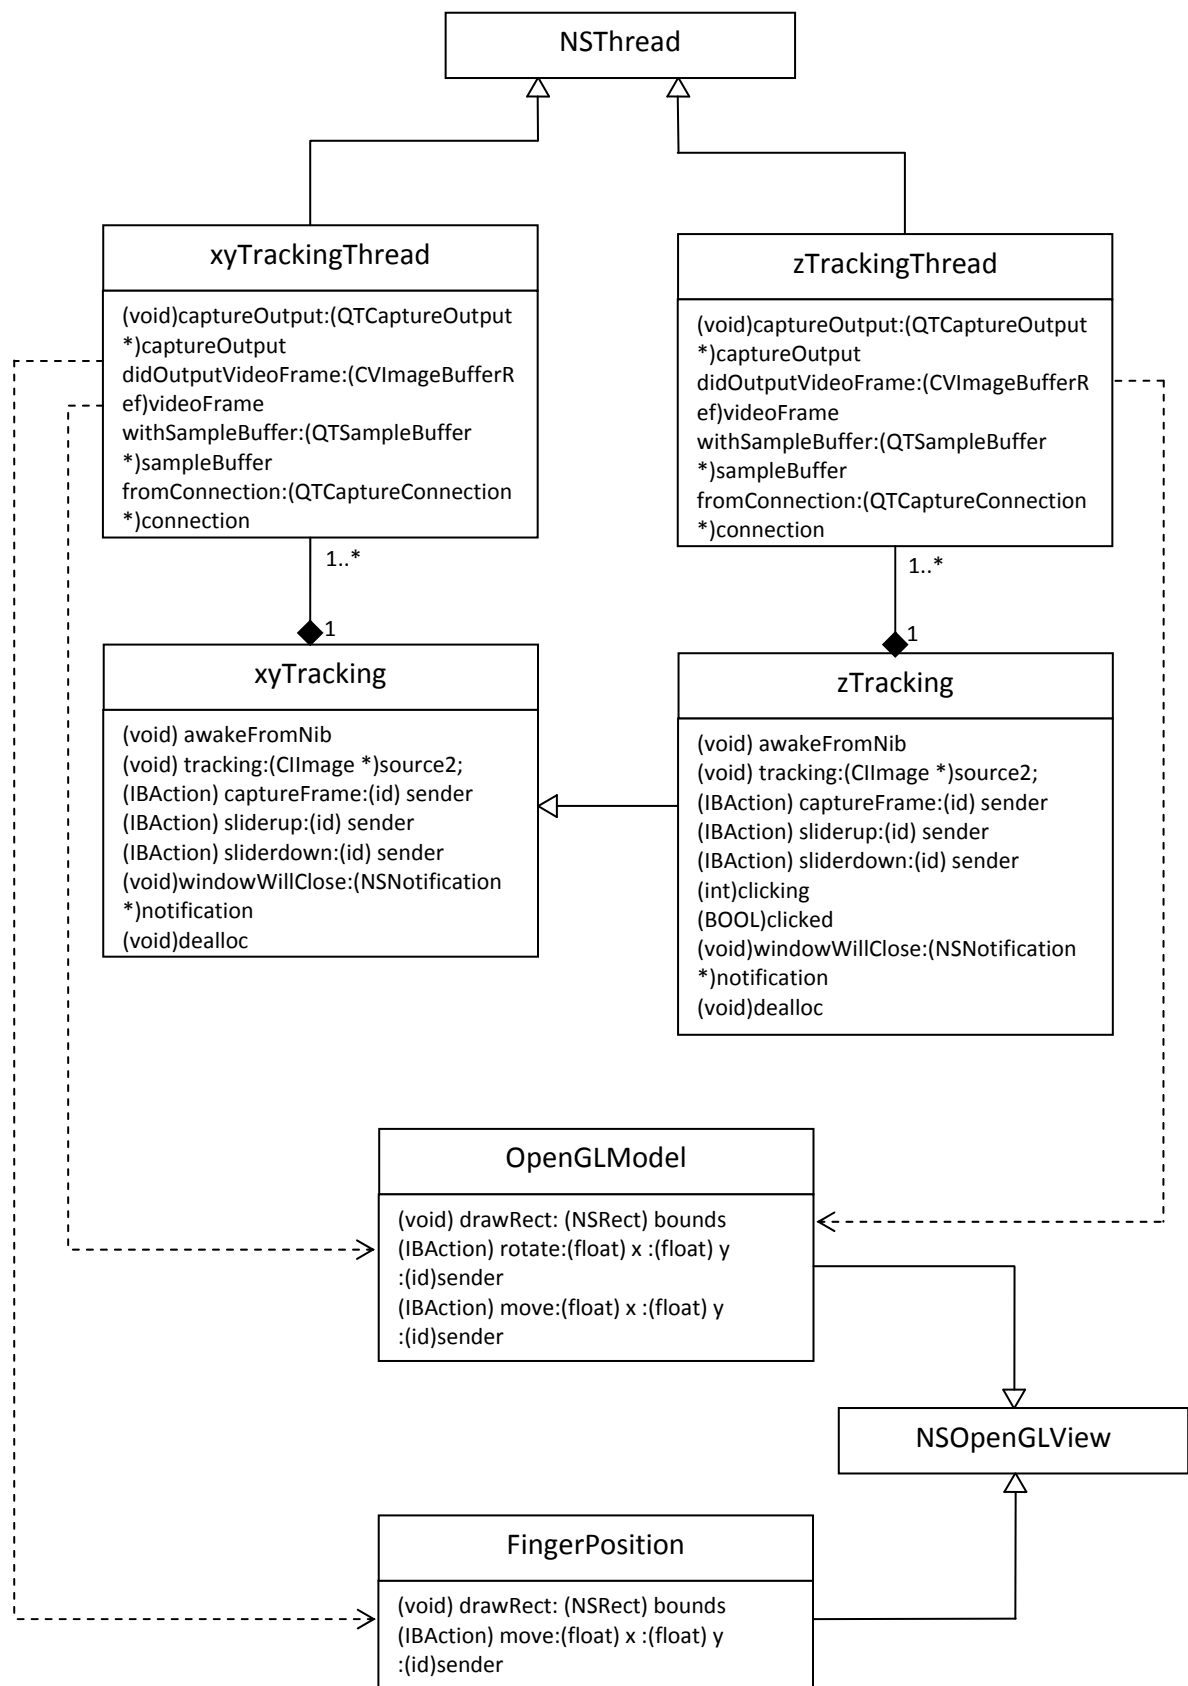 NSThread
xyTrackingThread
(void)captureOutput:(QTCaptureOutput
*)captureOutput
didOutputVideoFrame:(CVImageBufferR
ef)videoFrame
withSampleBuffer:(QTSampleBuffer
*)sampleBuffer
fromConnection:(QTCaptureConnection
*)connection
zTrackingThread
(void)captureOutput:(QTCaptureOutput
*)captureOutput
didOutputVideoFrame:(CVImageBufferR
ef)videoFrame
withSampleBuffer:(QTSampleBuffer
*)sampleBuffer
fromConnection:(QTCaptureConnection
*)connection
1..*
1
1..*
1
xyTracking
(void) awakeFromNib
(void) tracking:(CIImage *)source2;
(IBAction) captureFrame:(id) sender
(IBAction) sliderup:(id) sender
(IBAction) sliderdown:(id) sender
(void)windowWillClose:(NSNotification
*)notification
(void)dealloc
zTracking
(void) awakeFromNib
(void) tracking:(CIImage *)source2;
(IBAction) captureFrame:(id) sender
(IBAction) sliderup:(id) sender
(IBAction) sliderdown:(id) sender
(int)clicking
(BOOL)clicked
(void)windowWillClose:(NSNotification
*)notification
(void)dealloc
OpenGLModel
(void) drawRect: (NSRect) bounds
(IBAction) rotate:(float) x :(float) y
:(id)sender
(IBAction) move:(float) x :(float) y
:(id)sender
NSOpenGLView
FingerPosition
(void) drawRect: (NSRect) bounds
(IBAction) move:(float) x :(float) y
:(id)sender